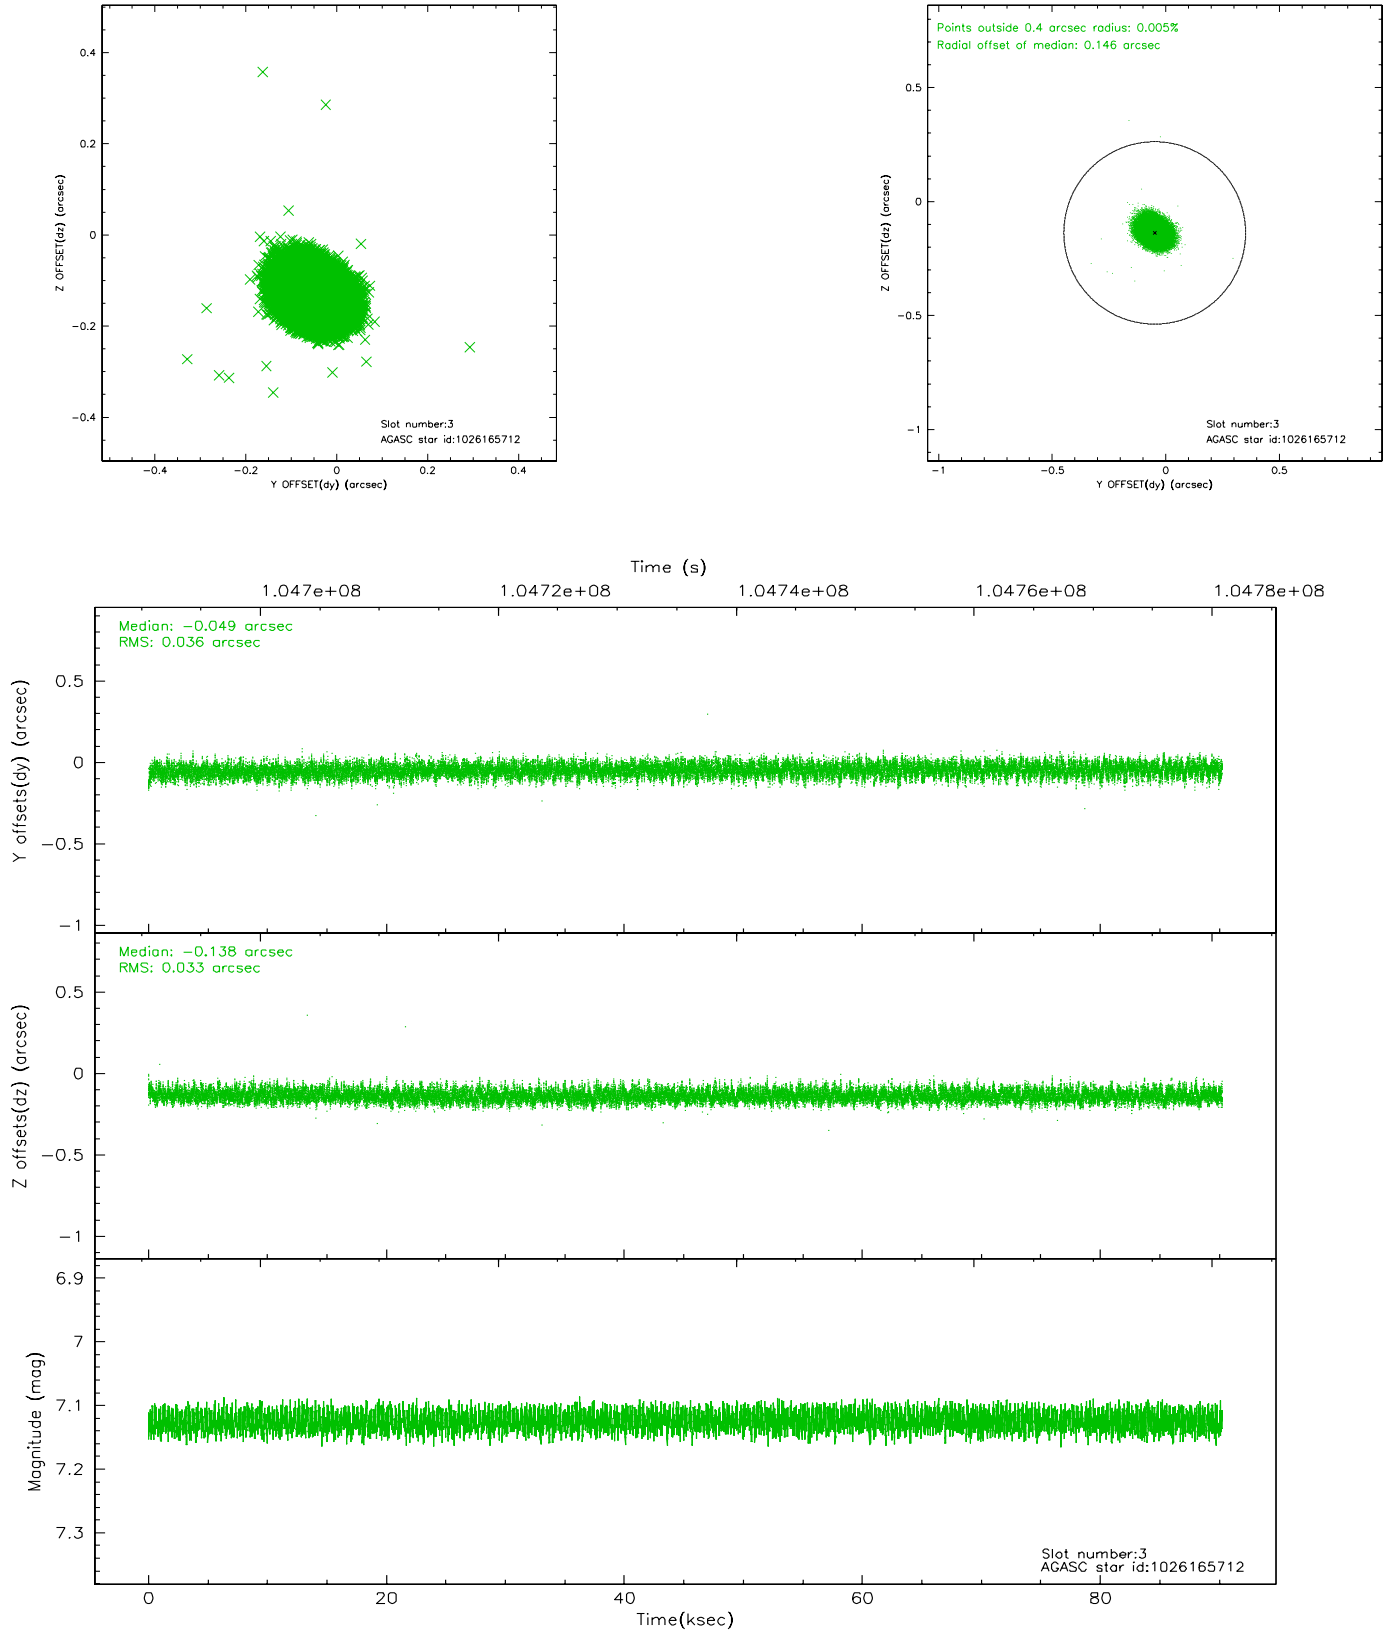 0.4
0.2
0
−0.2
−0.4
Z OFFSET(dz) (arcsec)
Slot number:3
AGASC star id:1026165712
−0.4 −0.2 0 0.2 0.4
Y OFFSET(dy) (arcsec)
Points outside 0.4 arcsec radius: 0.005%
Radial offset of median: 0.146 arcsec
0.5
0
−0.5
−1
Z OFFSET(dz) (arcsec)
Slot number:3
AGASC star id:1026165712
−1 −0.5 0 0.5
Y OFFSET(dy) (arcsec)
Time (s)
1.047e+08 1.0472e+08 1.0474e+08 1.0476e+08 1.0478e+08
Median: −0.049 arcsec
RMS: 0.036 arcsec
0.5
0
−0.5
−1
Y offsets(dy) (arcsec)
Median: −0.138 arcsec
RMS: 0.033 arcsec
0.5
0
−0.5
−1
Z offsets(dz) (arcsec)
6.9
7
7.1
7.2
7.3
Magnitude (mag)
Slot number:3
AGASC star id:1026165712
0 20 40 60 80
Time(ksec)